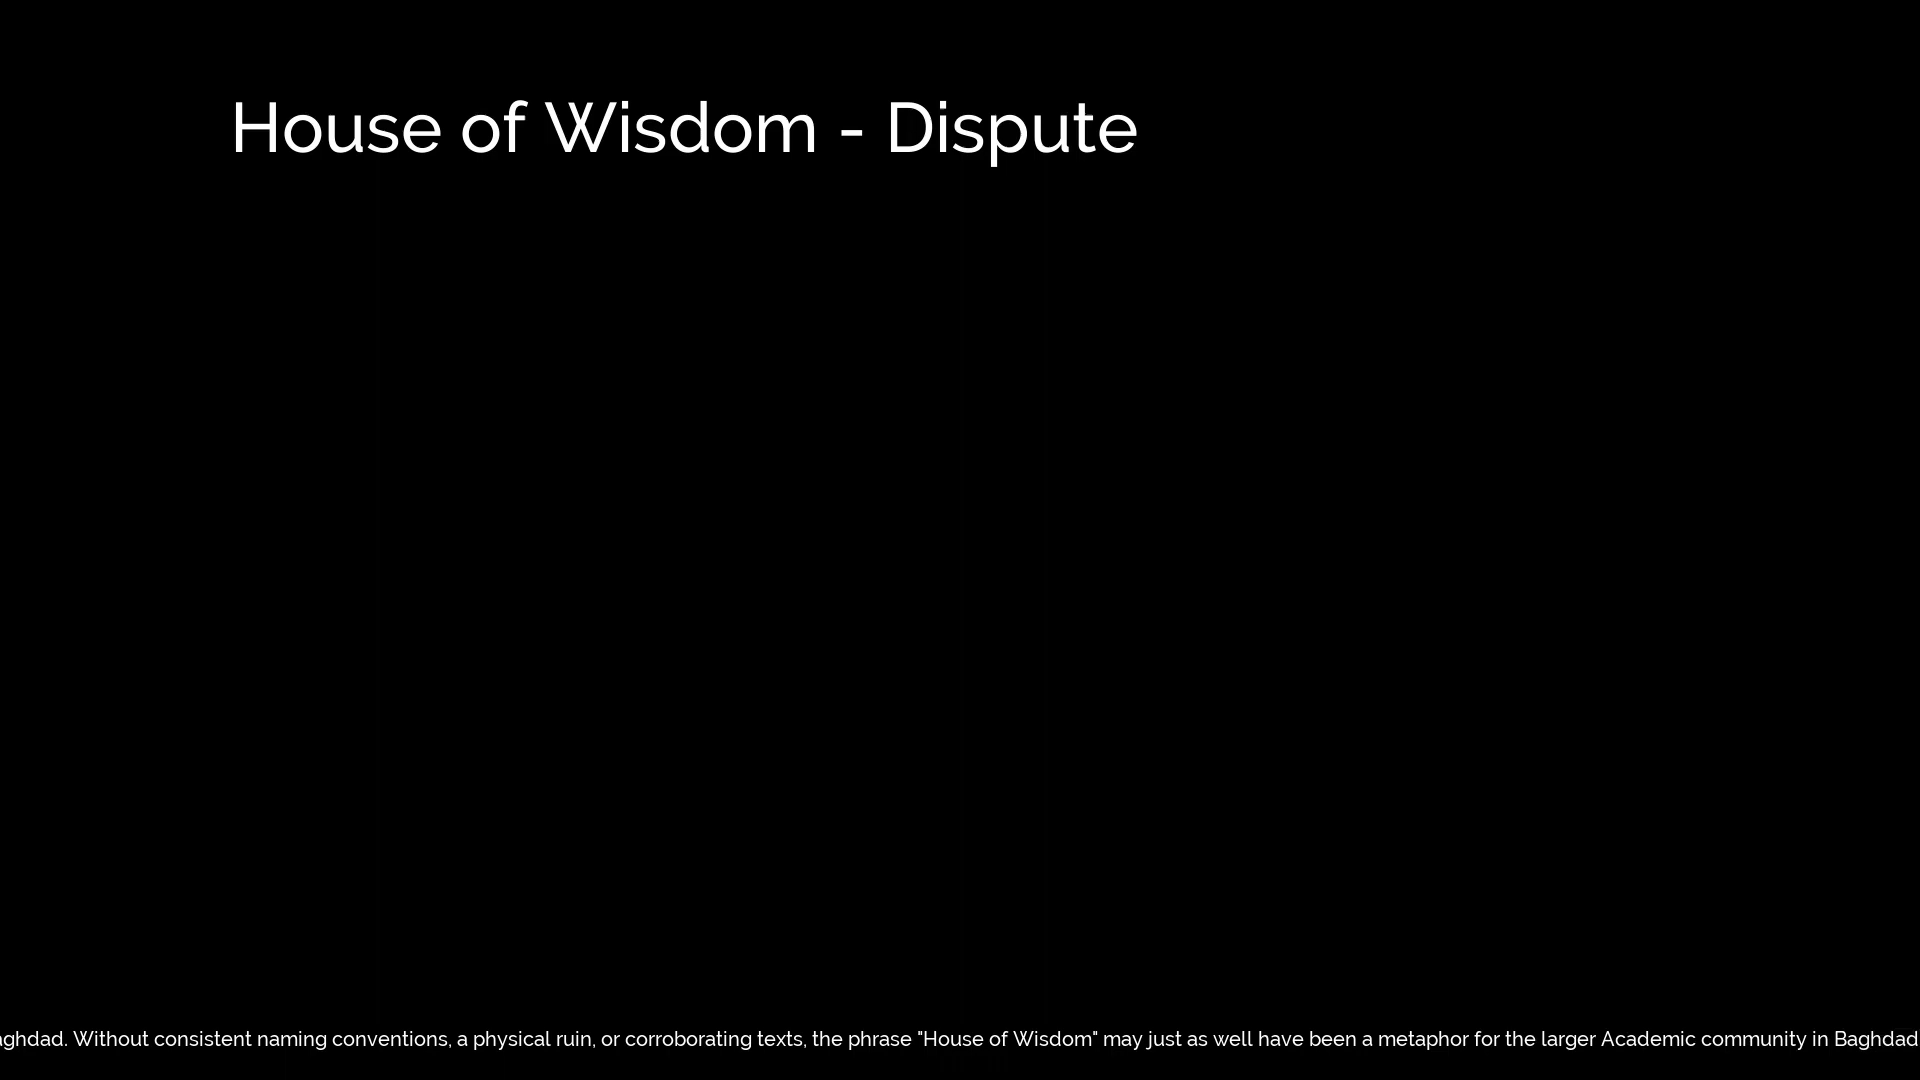 House of Wisdom - Dispute
aghdad. Without consistent naming conventions, a physical ruin, or corroborating texts, the phrase "House of Wisdom" may just as well have been a metaphor for the larger Academic community in Baghdad